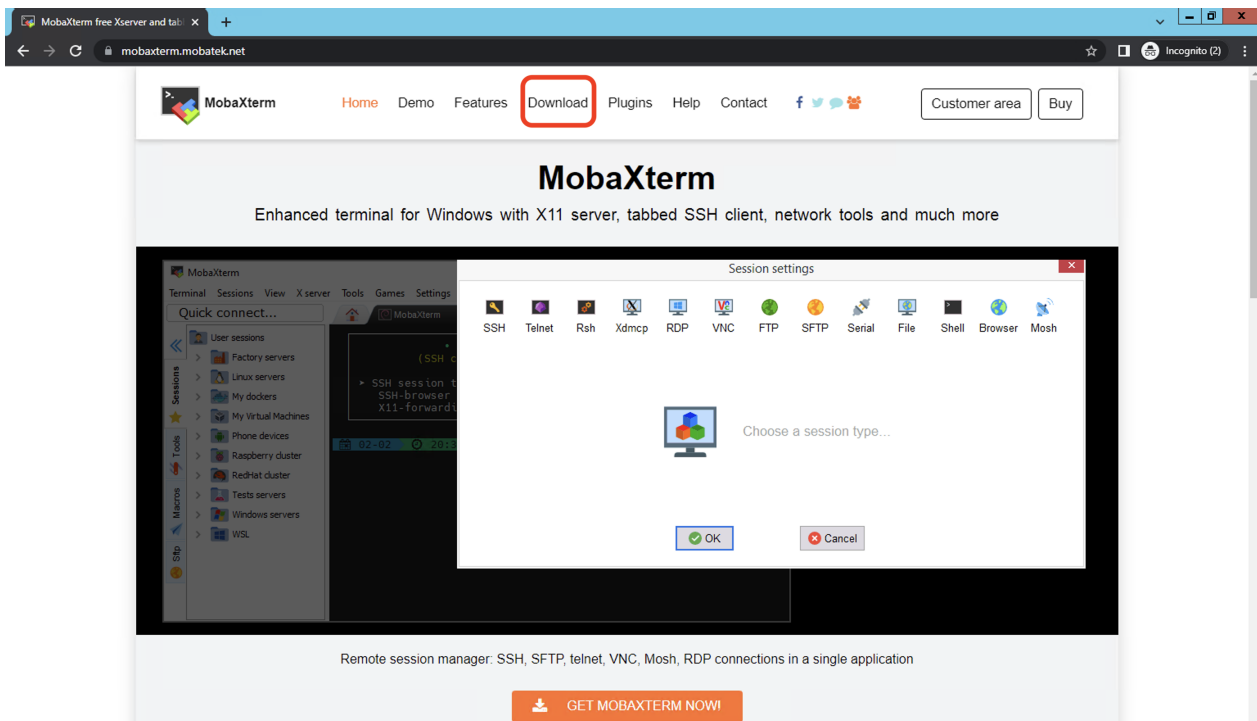 MobaXterm free Xserver and tab
mobaxterm.mobatek.net
Incognito (2)
MobaXterm
Home Demo Features Download Plugins Help Contact
Customer area Buy
MobaXterm
Enhanced terminal for Windows with X11 server, tabbed SSH client, network tools and much more
MobaXterm
Terminal Sessions View X server Tools Games Settings
Quick connect...
MobaXterm
User sessions
Factory servers
Linux servers
My dockers
My Virtual Machines
Phone devices
Raspberry cluster
RedHat cluster
Tests servers
Windows servers
WSL
Sessions
Tools
Macros
Sftp
(SSH c
▸ SSH session t
SSH-browser
X11-forwardi
02-02 20:3
Session settings
SSH Telnet Rsh Xdmcp RDP VNC FTP SFTP Serial File Shell Browser Mosh
Choose a session type...
OK Cancel
Remote session manager: SSH, SFTP, telnet, VNC, Mosh, RDP connections in a single application
GET MOBAXTERM NOW!